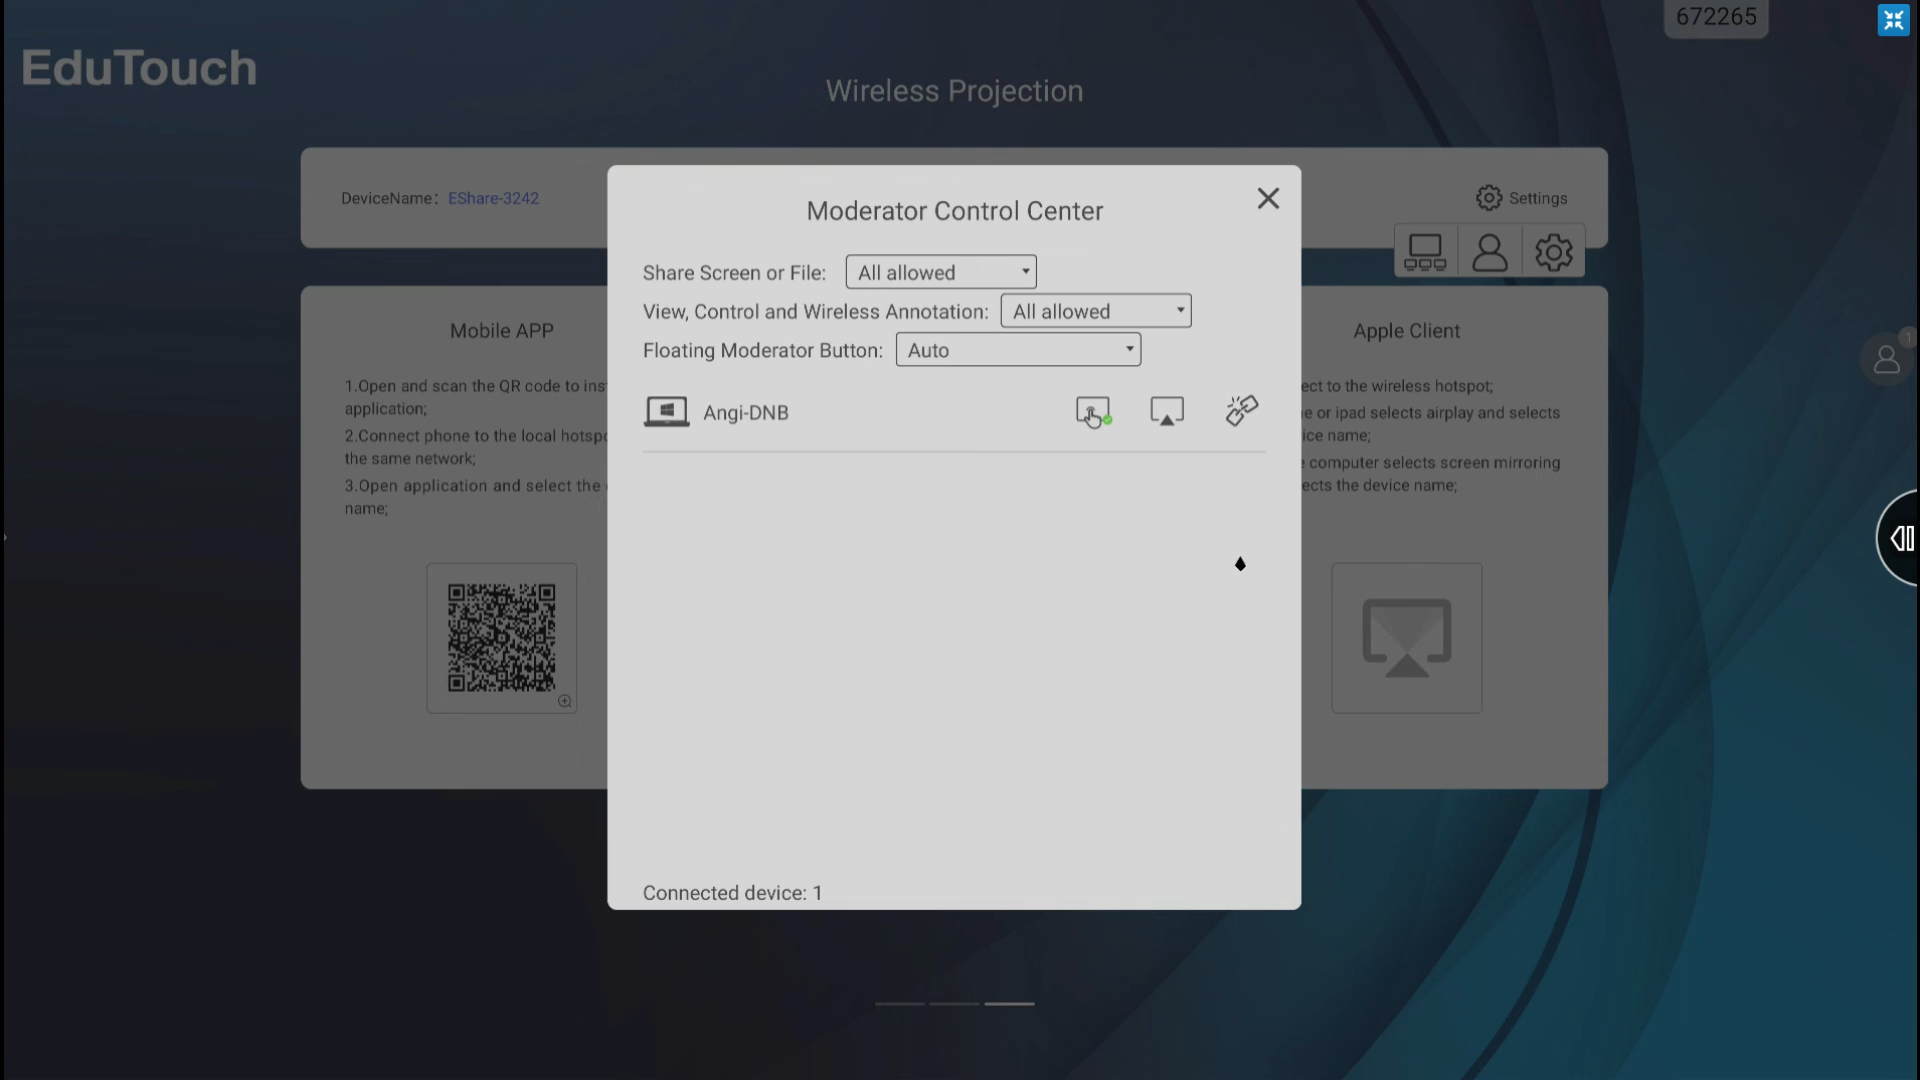 672265
EduTouch
Wireless Projection
DeviceName: EShare-3242
Settings
Moderator Control Center
Share Screen or File: All allowed
View, Control and Wireless Annotation: All allowed
Floating Moderator Button: Auto
Angi-DNB
Connected device: 1
Mobile APP
1.Open and scan the QR code to ins
application;
2.Connect phone to the local hotspo
the same network;
3.Open application and select the
name;
Apple Client
ect to the wireless hotspot;
e or ipad selects airplay and selects
ice name;
computer selects screen mirroring
ects the device name;
1